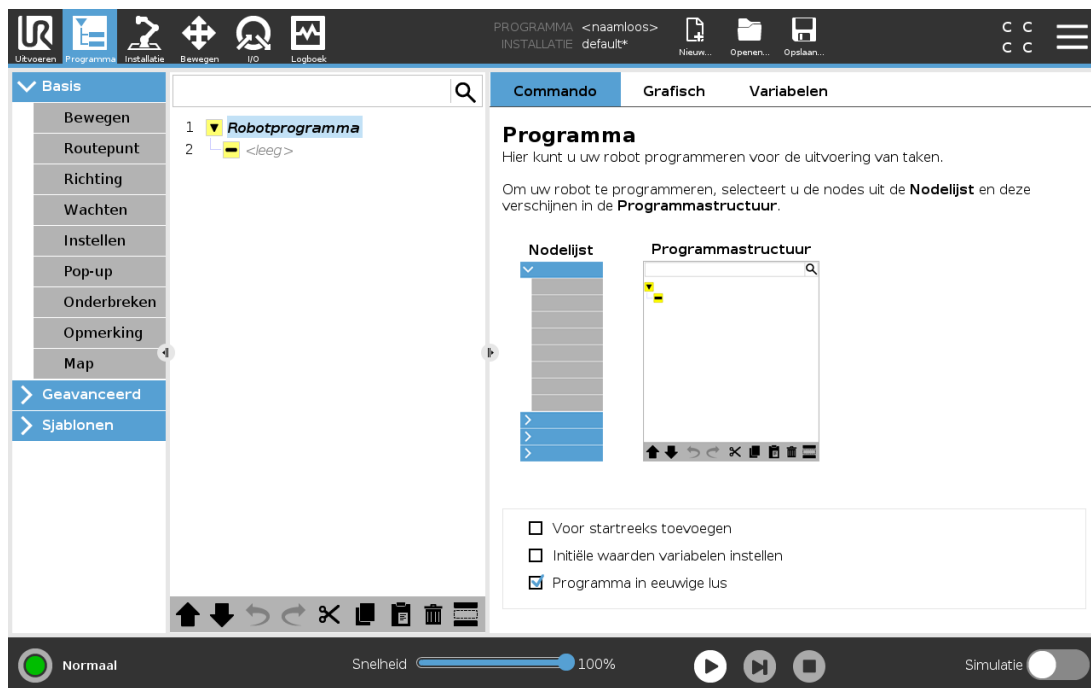 PROGRAMMA <naamloos>
INSTALLATIE default*
Uitvoeren Programma Installatie Bewegen I/O Logboek Nieuw... Openen... Opslaan...
C C
C C
Basis
Bewegen
Routepunt
Richting
Wachten
Instellen
Pop-up
Onderbreken
Opmerking
Map
Geavanceerd
Sjablonen
1 Robotprogramma
2 <leeg>
Commando Grafisch Variabelen
Programma
Hier kunt u uw robot programmeren voor de uitvoering van taken.
Om uw robot te programmeren, selecteert u de nodes uit de Nodelijst en deze
verschijnen in de Programmastructuur.
Nodelijst Programmastructuur
Voor startreeks toevoegen
Initiële waarden variabelen instellen
Programma in eeuwige lus
Normaal Snelheid 100% Simulatie